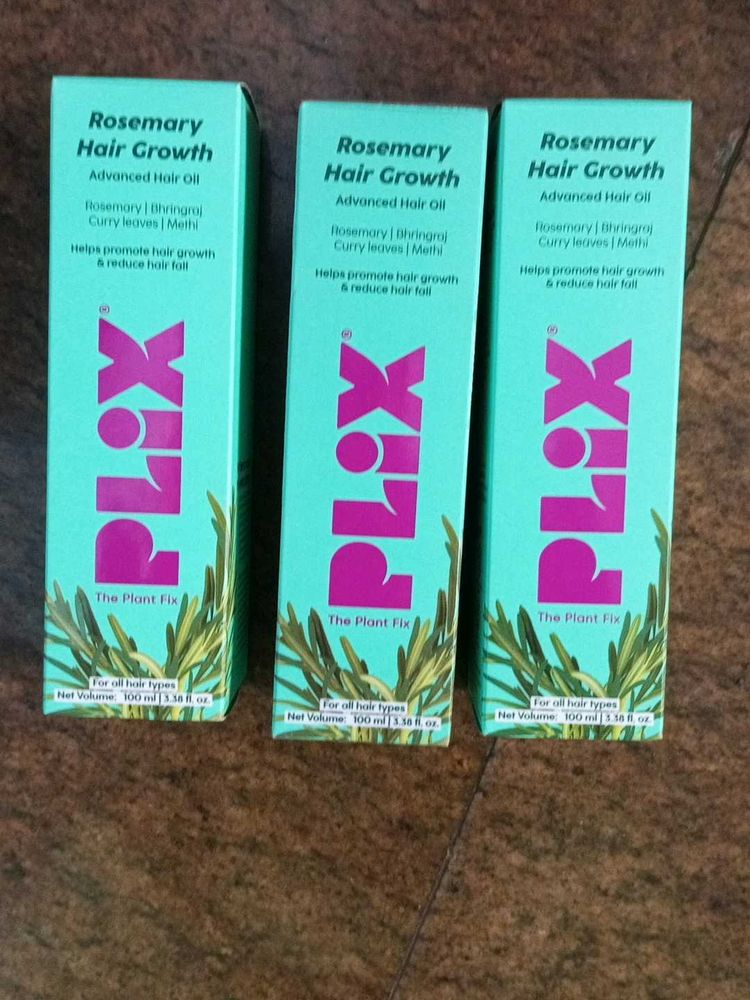 Rosemary
Hair Growth
Advanced Hair Oil
Rosemary | Bhringraj
Curry leaves | Methi
Helps promote hair growth
& reduce hair fall
PLiX®
The Plant Fix
For all hair types
Net Volume: 100 ml | 3.38 fl. oz.
Rosemary
Hair Growth
Advanced Hair Oil
Rosemary | Bhringraj
Curry leaves | Methi
Helps promote hair growth
& reduce hair fall
PLiX®
The Plant Fix
For all hair types
Net Volume: 100 ml | 3.38 fl. oz.
Rosemary
Hair Growth
Advanced Hair Oil
Rosemary | Bhringraj
Curry leaves | Methi
Helps promote hair growth
& reduce hair fall
PLiX®
The Plant Fix
For all hair types
Net Volume: 100 ml | 3.38 fl. oz.